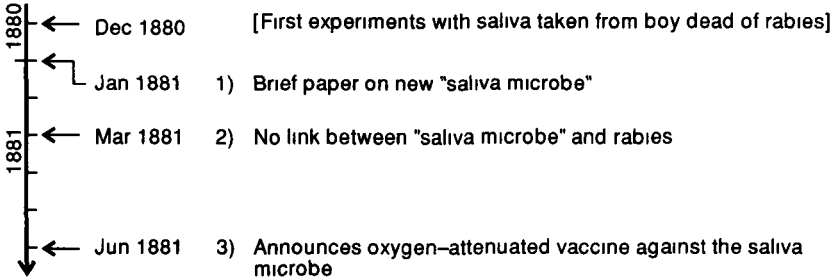 1880
Dec 1880 [First experiments with saliva taken from boy dead of rabies]
Jan 1881 1) Brief paper on new "saliva microbe"
1881
Mar 1881 2) No link between "saliva microbe" and rabies
Jun 1881 3) Announces oxygen–attenuated vaccine against the saliva
microbe